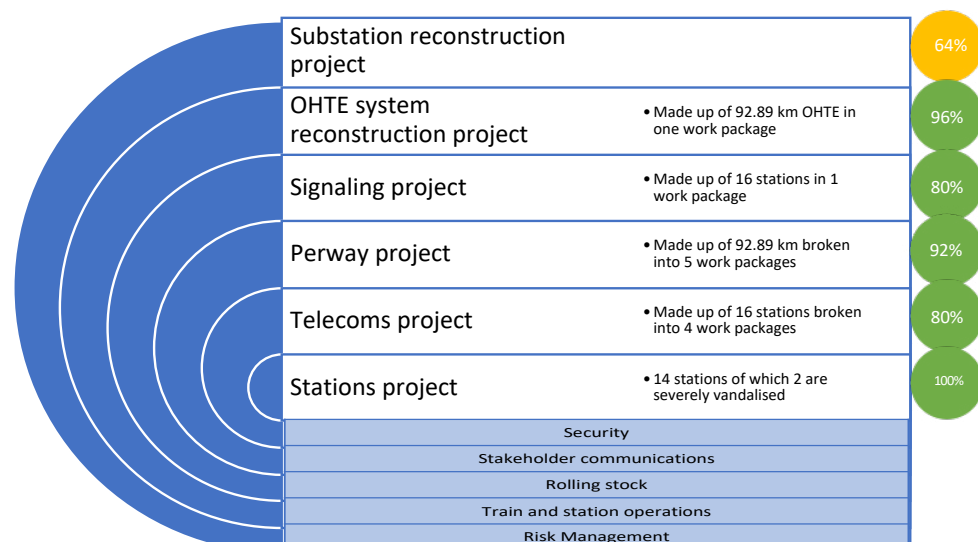 Substation reconstruction
project
64%
OHTE system
reconstruction project
• Made up of 92.89 km OHTE in
one work package
96%
Signaling project
• Made up of 16 stations in 1
work package
80%
Perway project
• Made up of 92.89 km broken
into 5 work packages
92%
Telecoms project
• Made up of 16 stations broken
into 4 work packages
80%
Stations project
• 14 stations of which 2 are
severely vandalised
100%
Security
Stakeholder communications
Rolling stock
Train and station operations
Risk Management